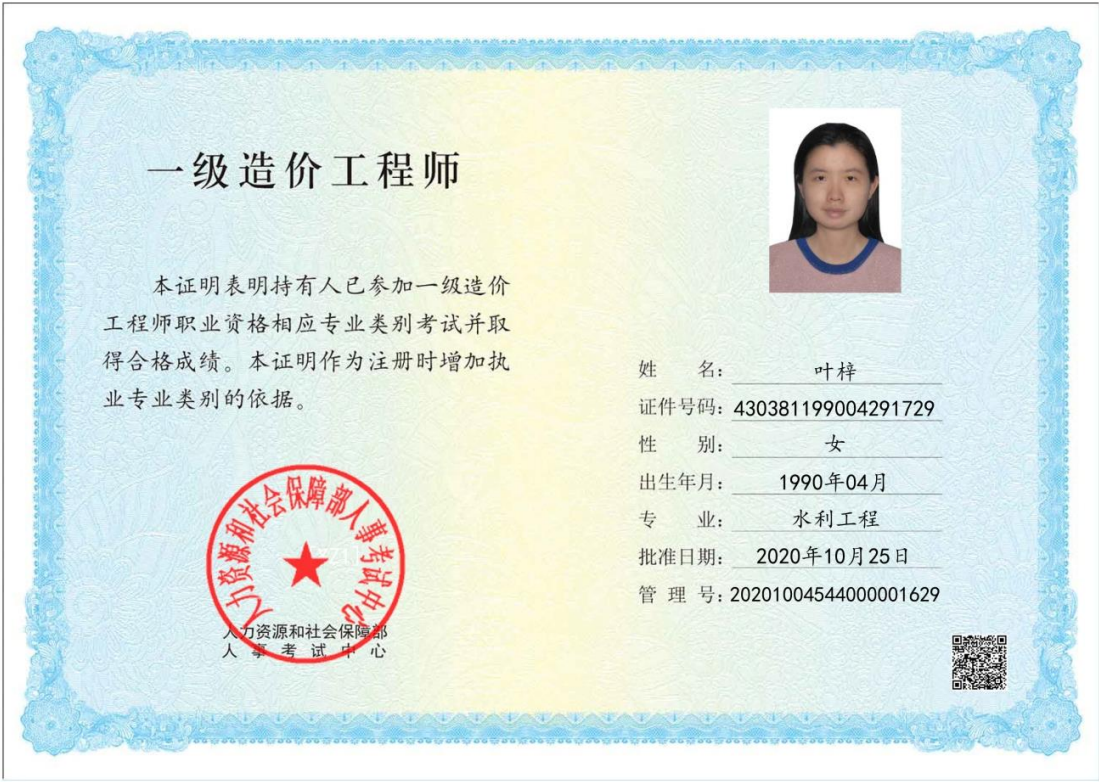 一级造价工程师
本证明表明持有人已参加一级造价
工程师职业资格相应专业类别考试并取
得合格成绩。本证明作为注册时增加执
业专业类别的依据。
人力资源和社会保障部人事考试中心
人力资源和社会保障部
人事考试中心
姓 名：叶梓
证件号码：430381199004291729
性 别：女
出生年月：1990年04月
专 业：水利工程
批准日期：2020年10月25日
管 理 号：20201004544000001629